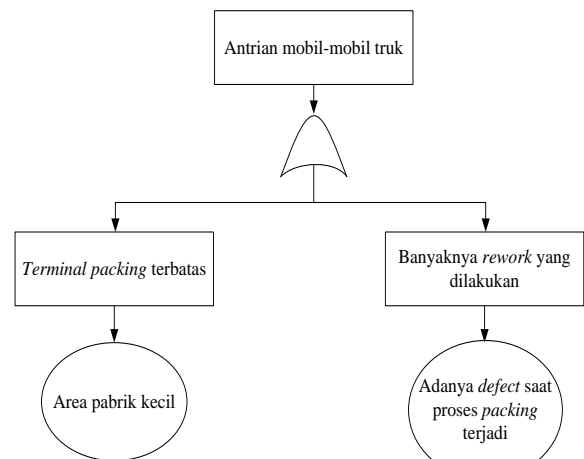 Antrian mobil-mobil truk
Terminal packing terbatas
Banyaknya rework yang
dilakukan
Area pabrik kecil
Adanya defect saat
proses packing
terjadi